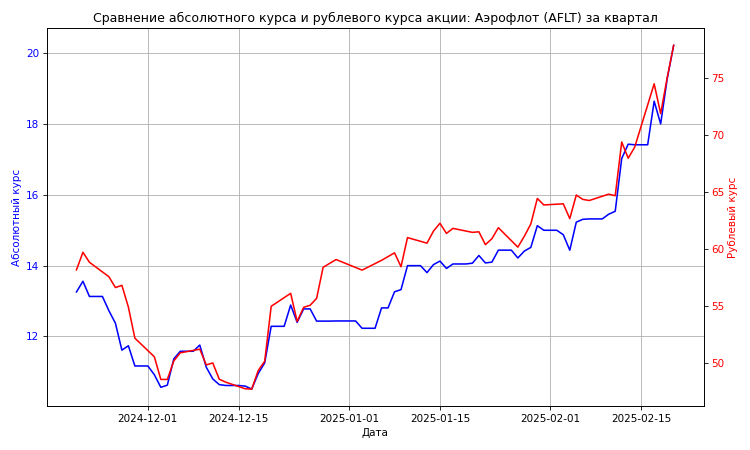 Сравнение абсолютного курса и рублевого курса акции: Аэрофлот (AFLT) за квартал
Абсолютный курс
20
18
16
14
12
75
70
65
60
55
50
Рублевый курс
2024-12-01 2024-12-15 2025-01-01 2025-01-15 2025-02-01 2025-02-15
Дата